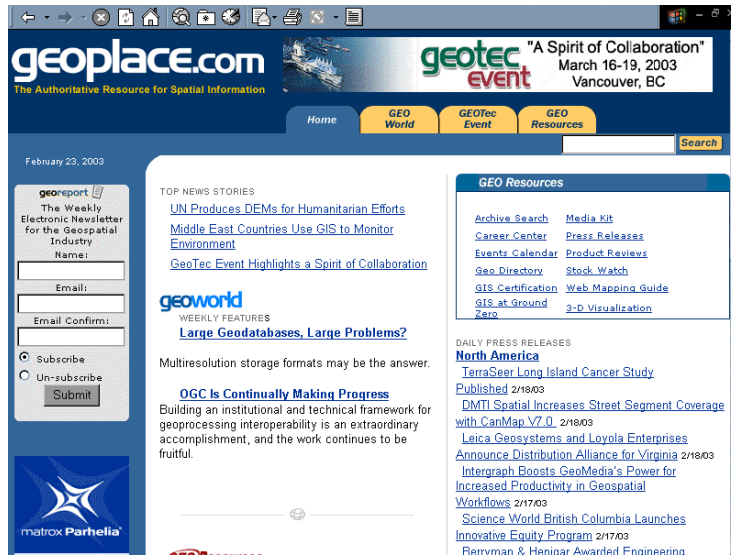 geoplace.com
The Authoritative Resource for Spatial Information
geotec
event
"A Spirit of Collaboration"
March 16-19, 2003
Vancouver, BC
Home
GEO
World
GEOTec
Event
GEO
Resources
Search
February 23, 2003
georeport
The Weekly
Electronic Newsletter
for the Geospatial
Industry
Name:
Email:
Email Confirm:
Subscribe
Un-subscribe
Submit
matrox Parhelia
TOP NEWS STORIES
UN Produces DEMs for Humanitarian Efforts
Middle East Countries Use GIS to Monitor
Environment
GeoTec Event Highlights a Spirit of Collaboration
geoworld
WEEKLY FEATURES
Large Geodatabases, Large Problems?
Multiresolution storage formats may be the answer.
OGC Is Continually Making Progress
Building an institutional and technical framework for
geoprocessing interoperability is an extraordinary
accomplishment, and the work continues to be
fruitful.
GEO Resources
Archive Search
Media Kit
Career Center
Press Releases
Events Calendar
Product Reviews
Geo Directory
Stock Watch
GIS Certification
Web Mapping Guide
GIS at Ground
Zero
3-D Visualization
DAILY PRESS RELEASES
North America
TerraSeer Long Island Cancer Study
Published 2/18/03
DMTI Spatial Increases Street Segment Coverage
with CanMap V7.0 2/18/03
Leica Geosystems and Loyola Enterprises
Announce Distribution Alliance for Virginia 2/18/03
Intergraph Boosts GeoMedia's Power for
Increased Productivity in Geospatial
Workflows 2/17/03
Science World British Columbia Launches
Innovative Equity Program 2/17/03
Berryman & Henigar Awarded Engineering